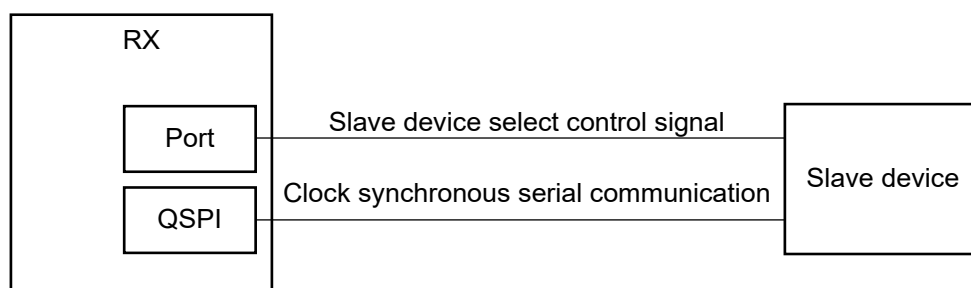 RX
Port
Slave device select control signal
Slave device
Clock synchronous serial communication
QSPI